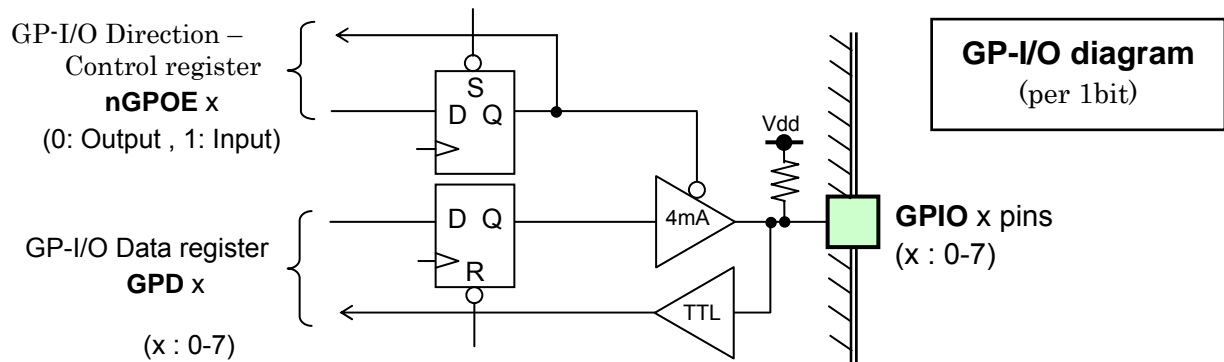 GP-I/O Direction –
Control register
nGPOE x
(0: Output , 1: Input)
S
D Q
Vdd
GP-I/O diagram
(per 1bit)
D Q
R
4mA
TTL
GPIO x pins
(x : 0-7)
GP-I/O Data register
GPD x
(x : 0-7)